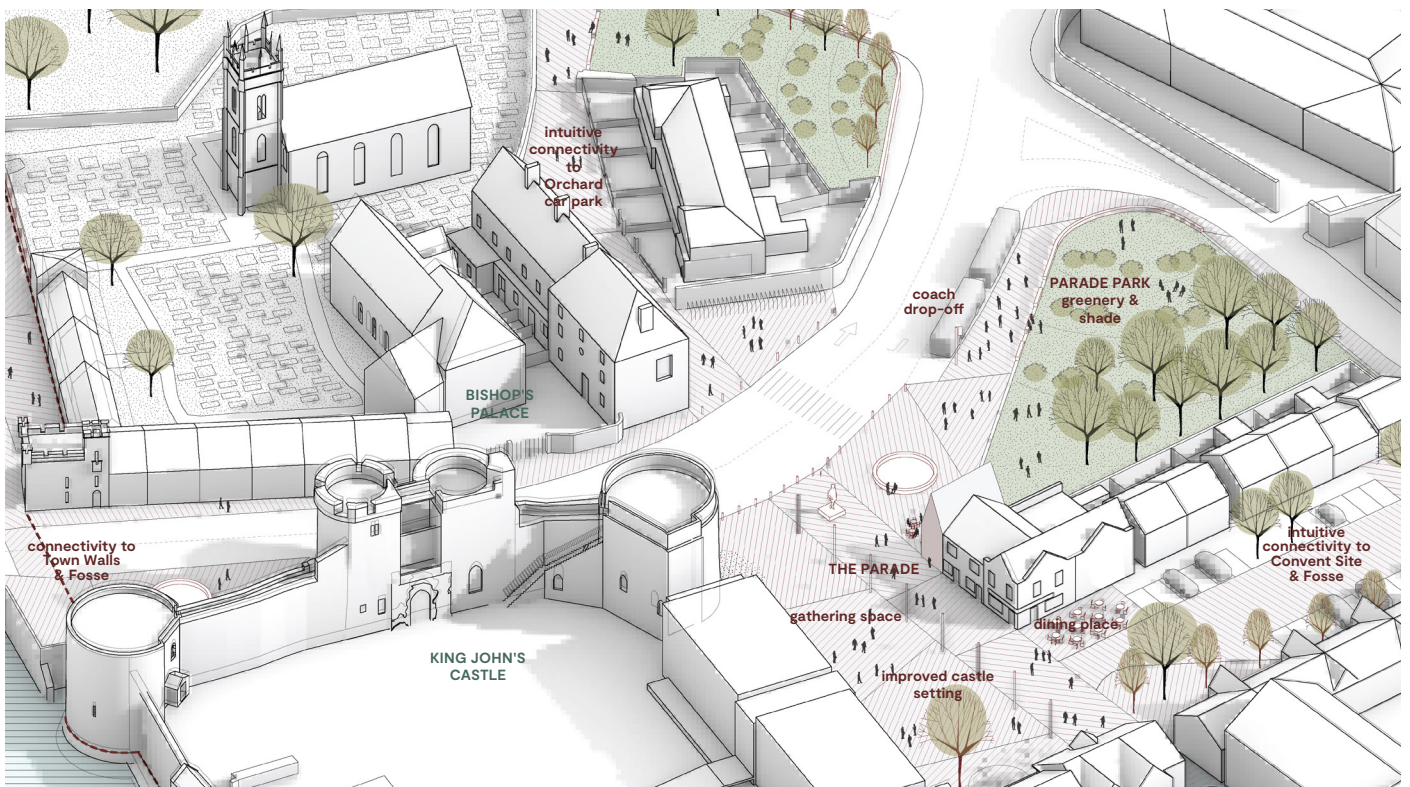 intuitive
connectivity
to
Orchard
car park
coach
drop-off
PARADE PARK
greenery &
shade
BISHOP'S
PALACE
connectivity to
Town Walls
& Fosse
THE PARADE
intuitive
connectivity to
Convent Site
& Fosse
gathering space
dining place
KING JOHN'S
CASTLE
improved castle
setting